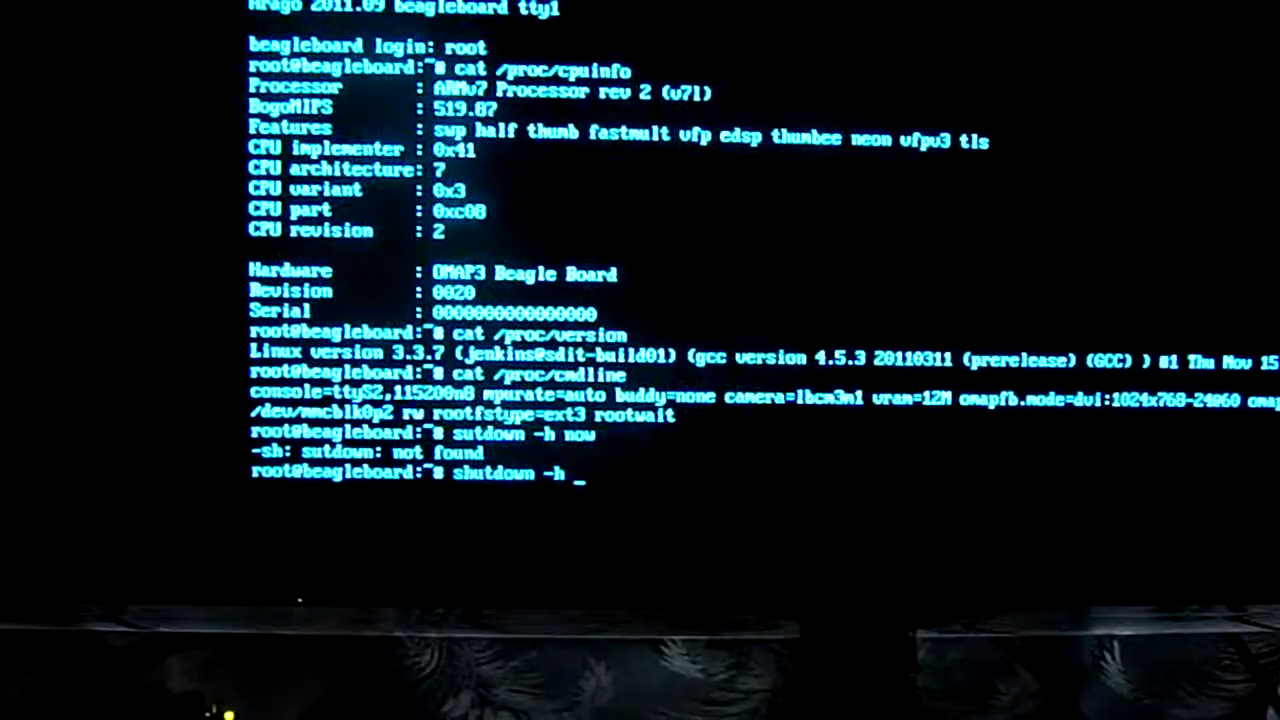 Arago 2011.09 beagleboard tty1
beagleboard login: root
root@beagleboard:~# cat /proc/cpuinfo
Processor : ARMv7 Processor rev 2 (v7l)
BogoMIPS : 519.87
Features : swp half thumb fastmult vfp edsp thumbee neon vfpv3 tls
CPU implementer : 0x41
CPU architecture: 7
CPU variant : 0x3
CPU part : 0xc08
CPU revision : 2
Hardware : OMAP3 Beagle Board
Revision : 0020
Serial : 0000000000000000
root@beagleboard:~# cat /proc/version
Linux version 3.3.7 (jenkins@sdit-build01) (gcc version 4.5.3 20110311 (prerelease) (GCC) ) #1 Thu Nov 15
root@beagleboard:~# cat /proc/cmdline
console=ttyS2,115200n8 mpurate=auto buddy=none camera=lbcm3m1 vram=12M omapfb.mode=dvi:1024x768-24@60 omap
/dev/mmcblk0p2 rw rootfstype=ext3 rootwait
root@beagleboard:~# sutdown -h now
-sh: sutdown: not found
root@beagleboard:~# shutdown -h _